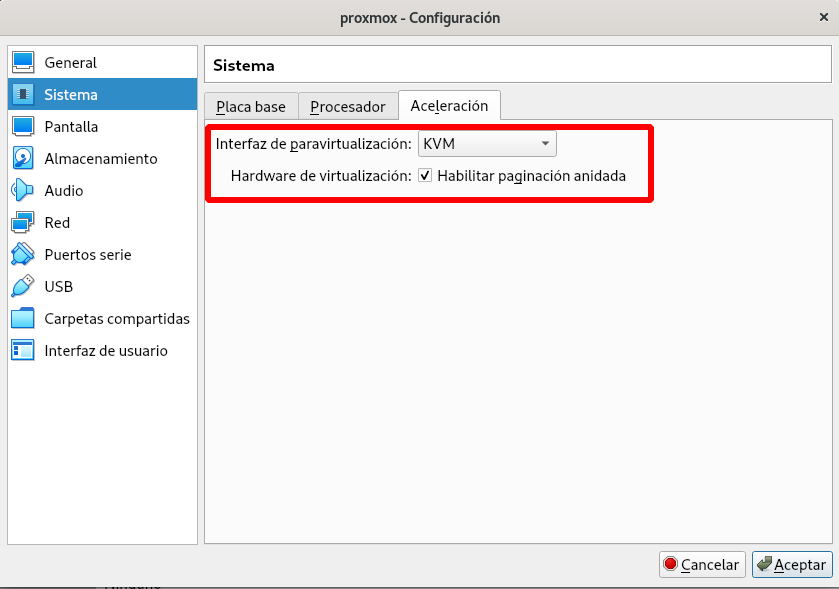 proxmox - Configuración
General
Sistema
Pantalla
Almacenamiento
Audio
Red
Puertos serie
USB
Carpetas compartidas
Interfaz de usuario
Sistema
Placa base
Procesador
Aceleración
Interfaz de paravirtualización: KVM
Hardware de virtualización: Habilitar paginación anidada
Cancelar
Aceptar